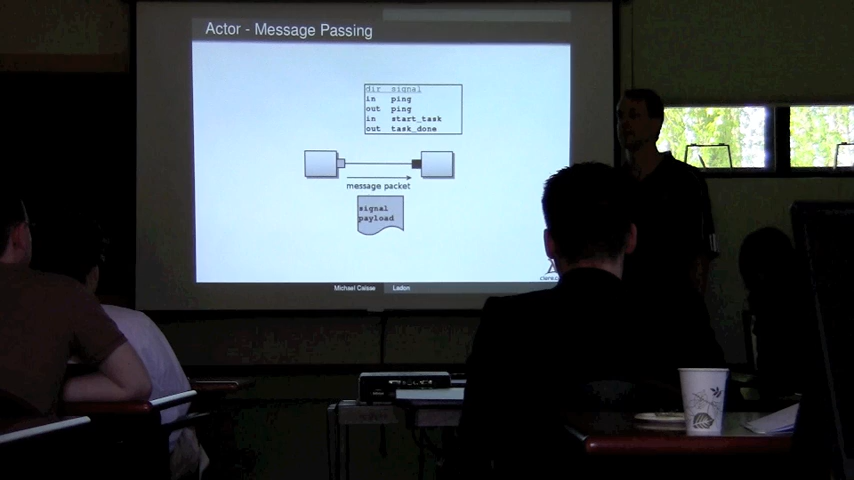 Actor - Message Passing
dir signal
in ping
out ping
in start_task
out task_done
message packet
signal
payload
Michael Caisse Ladon